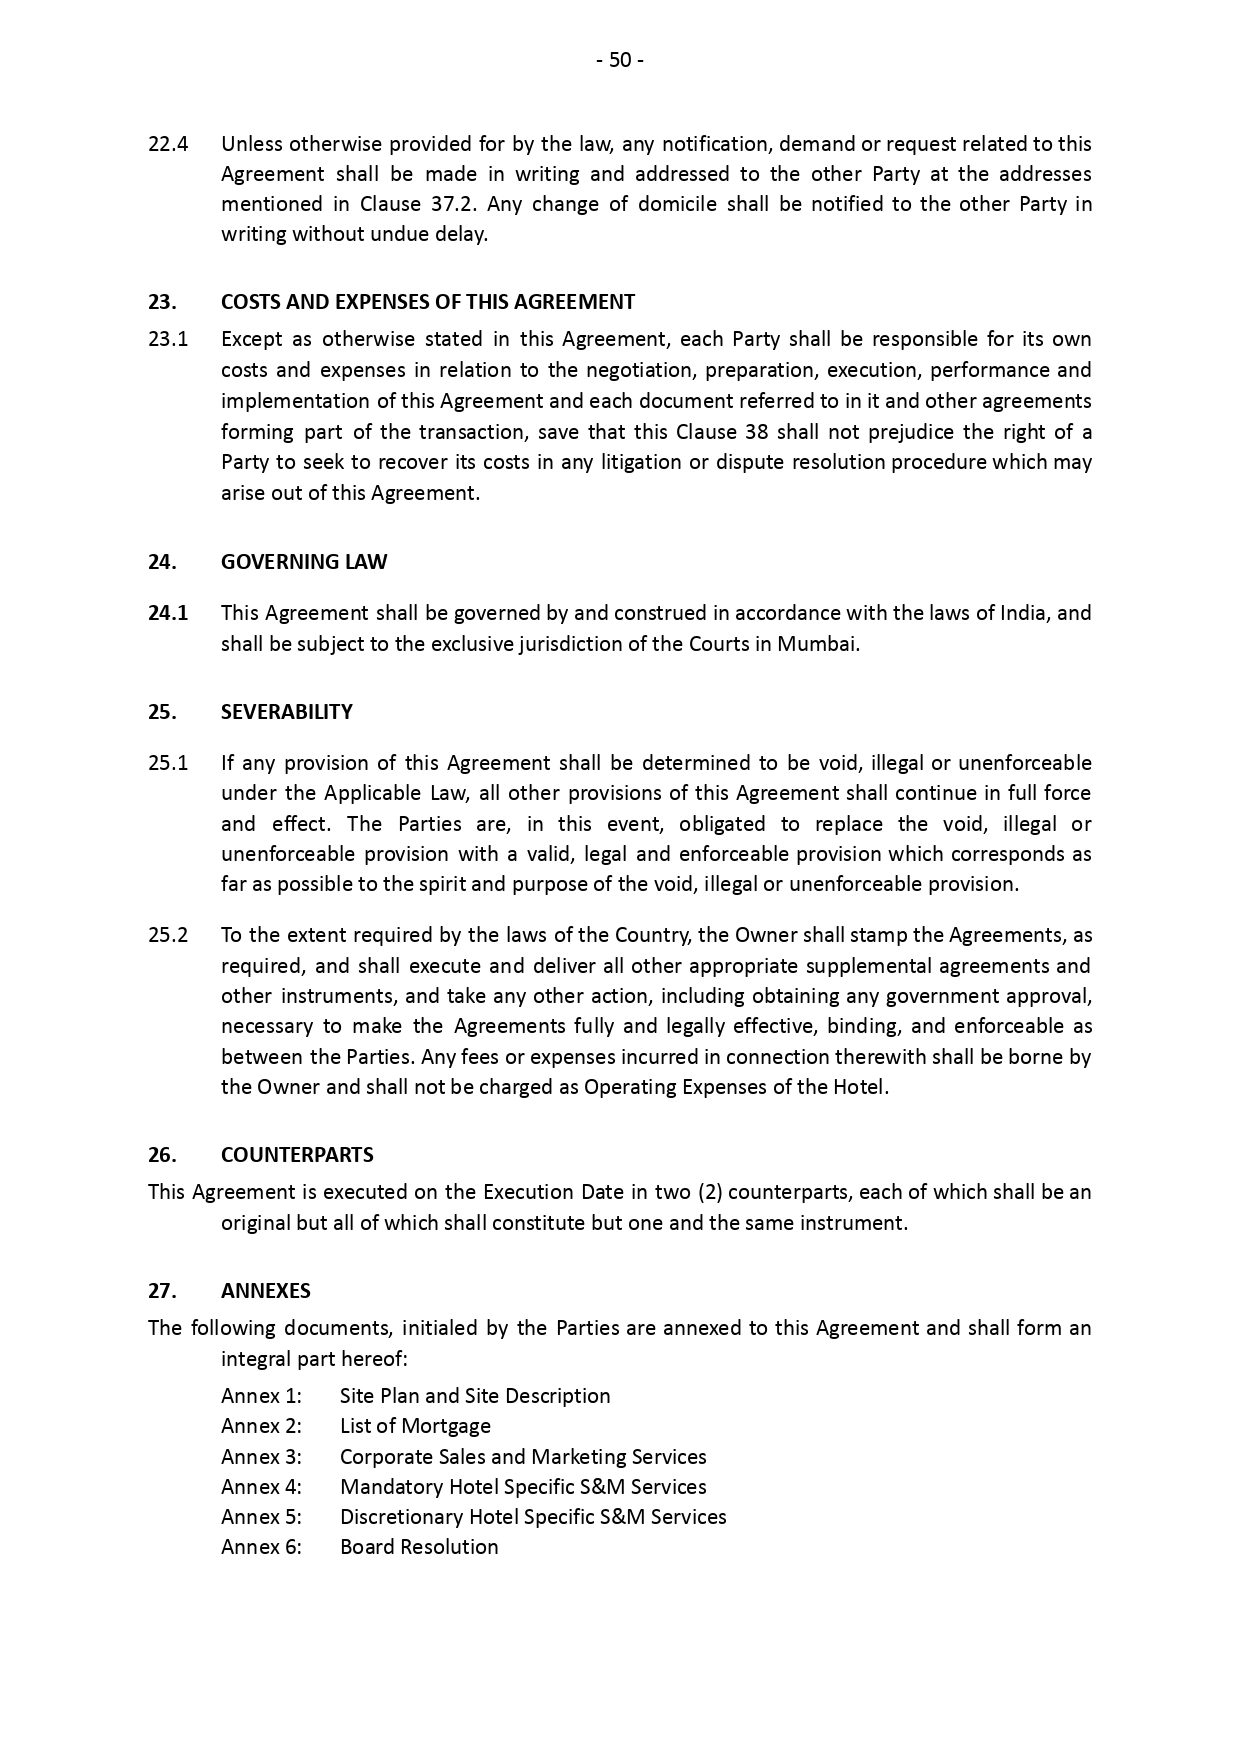 - 50 -
22.4 Unless otherwise provided for by the law, any notification, demand or request related to this
Agreement shall be made in writing and addressed to the other Party at the addresses
mentioned in Clause 37.2. Any change of domicile shall be notified to the other Party in
writing without undue delay.
23. COSTS AND EXPENSES OF THIS AGREEMENT
23.1 Except as otherwise stated in this Agreement, each Party shall be responsible for its own
costs and expenses in relation to the negotiation, preparation, execution, performance and
implementation of this Agreement and each document referred to in it and other agreements
forming part of the transaction, save that this Clause 38 shall not prejudice the right of a
Party to seek to recover its costs in any litigation or dispute resolution procedure which may
arise out of this Agreement.
24. GOVERNING LAW
24.1 This Agreement shall be governed by and construed in accordance with the laws of India, and
shall be subject to the exclusive jurisdiction of the Courts in Mumbai.
25. SEVERABILITY
25.1 If any provision of this Agreement shall be determined to be void, illegal or unenforceable
under the Applicable Law, all other provisions of this Agreement shall continue in full force
and effect. The Parties are, in this event, obligated to replace the void, illegal or
unenforceable provision with a valid, legal and enforceable provision which corresponds as
far as possible to the spirit and purpose of the void, illegal or unenforceable provision.
25.2 To the extent required by the laws of the Country, the Owner shall stamp the Agreements, as
required, and shall execute and deliver all other appropriate supplemental agreements and
other instruments, and take any other action, including obtaining any government approval,
necessary to make the Agreements fully and legally effective, binding, and enforceable as
between the Parties. Any fees or expenses incurred in connection therewith shall be borne by
the Owner and shall not be charged as Operating Expenses of the Hotel.
26. COUNTERPARTS
This Agreement is executed on the Execution Date in two (2) counterparts, each of which shall be an
original but all of which shall constitute but one and the same instrument.
27. ANNEXES
The following documents, initialed by the Parties are annexed to this Agreement and shall form an
integral part hereof:
Annex 1: Site Plan and Site Description
Annex 2: List of Mortgage
Annex 3: Corporate Sales and Marketing Services
Annex 4: Mandatory Hotel Specific S&M Services
Annex 5: Discretionary Hotel Specific S&M Services
Annex 6: Board Resolution